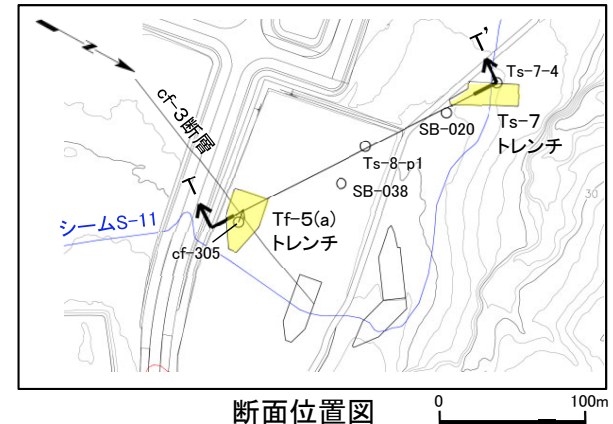 T'
Ts-7-4
cf-3断層
SB-020
Ts-7
トレンチ
Ts-8-p1
T
SB-038
シームS-11
Tf-5(a)
トレンチ
cf-305
30
断面位置図
0
100m